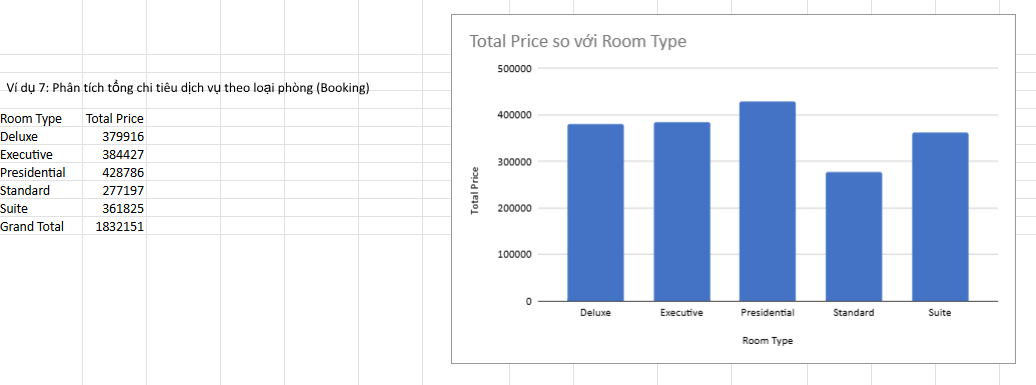 Ví dụ 7: Phân tích tổng chi tiêu dịch vụ theo loại phòng (Booking)
Room Type Total Price
Deluxe 379916
Executive 384427
Presidential 428786
Standard 277197
Suite 361825
Grand Total 1832151
Total Price so với Room Type
Total Price
500000
400000
300000
200000
100000
0
Deluxe Executive Presidential Standard Suite
Room Type